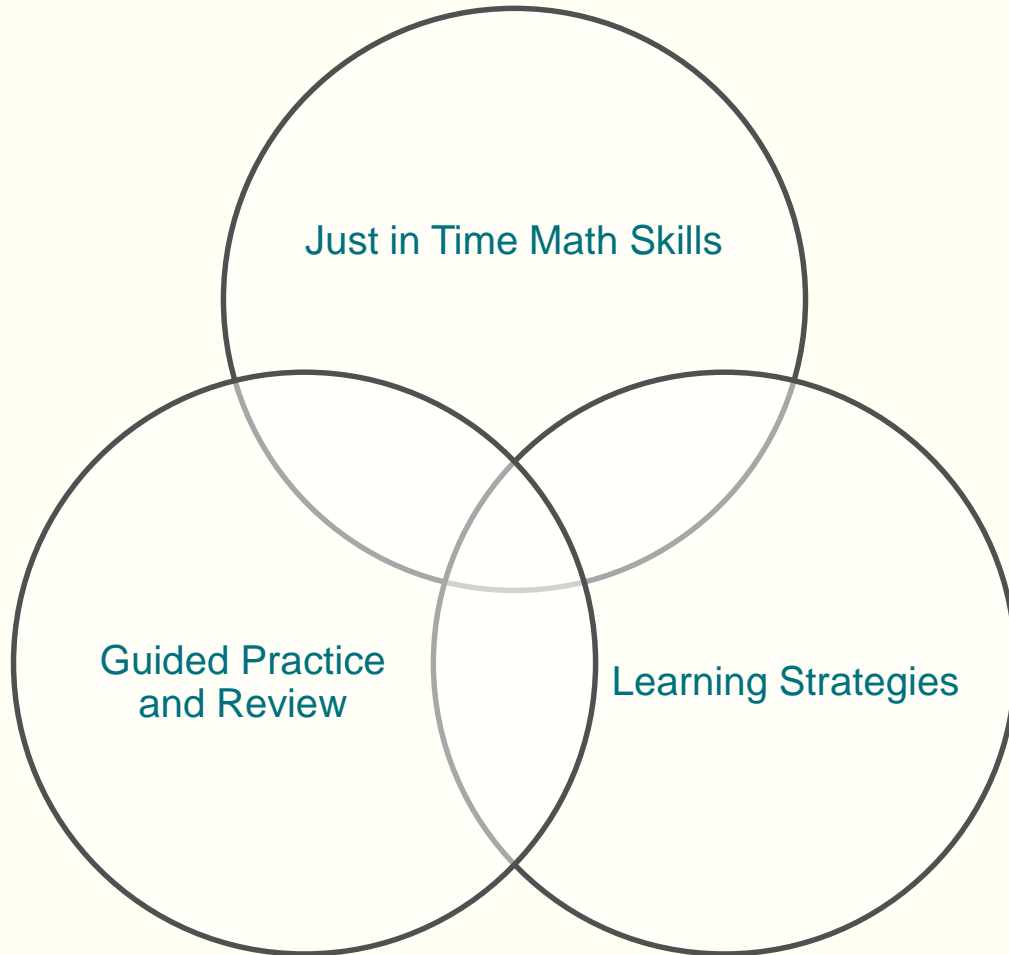 Just in Time Math Skills
Guided Practice
and Review
Learning Strategies